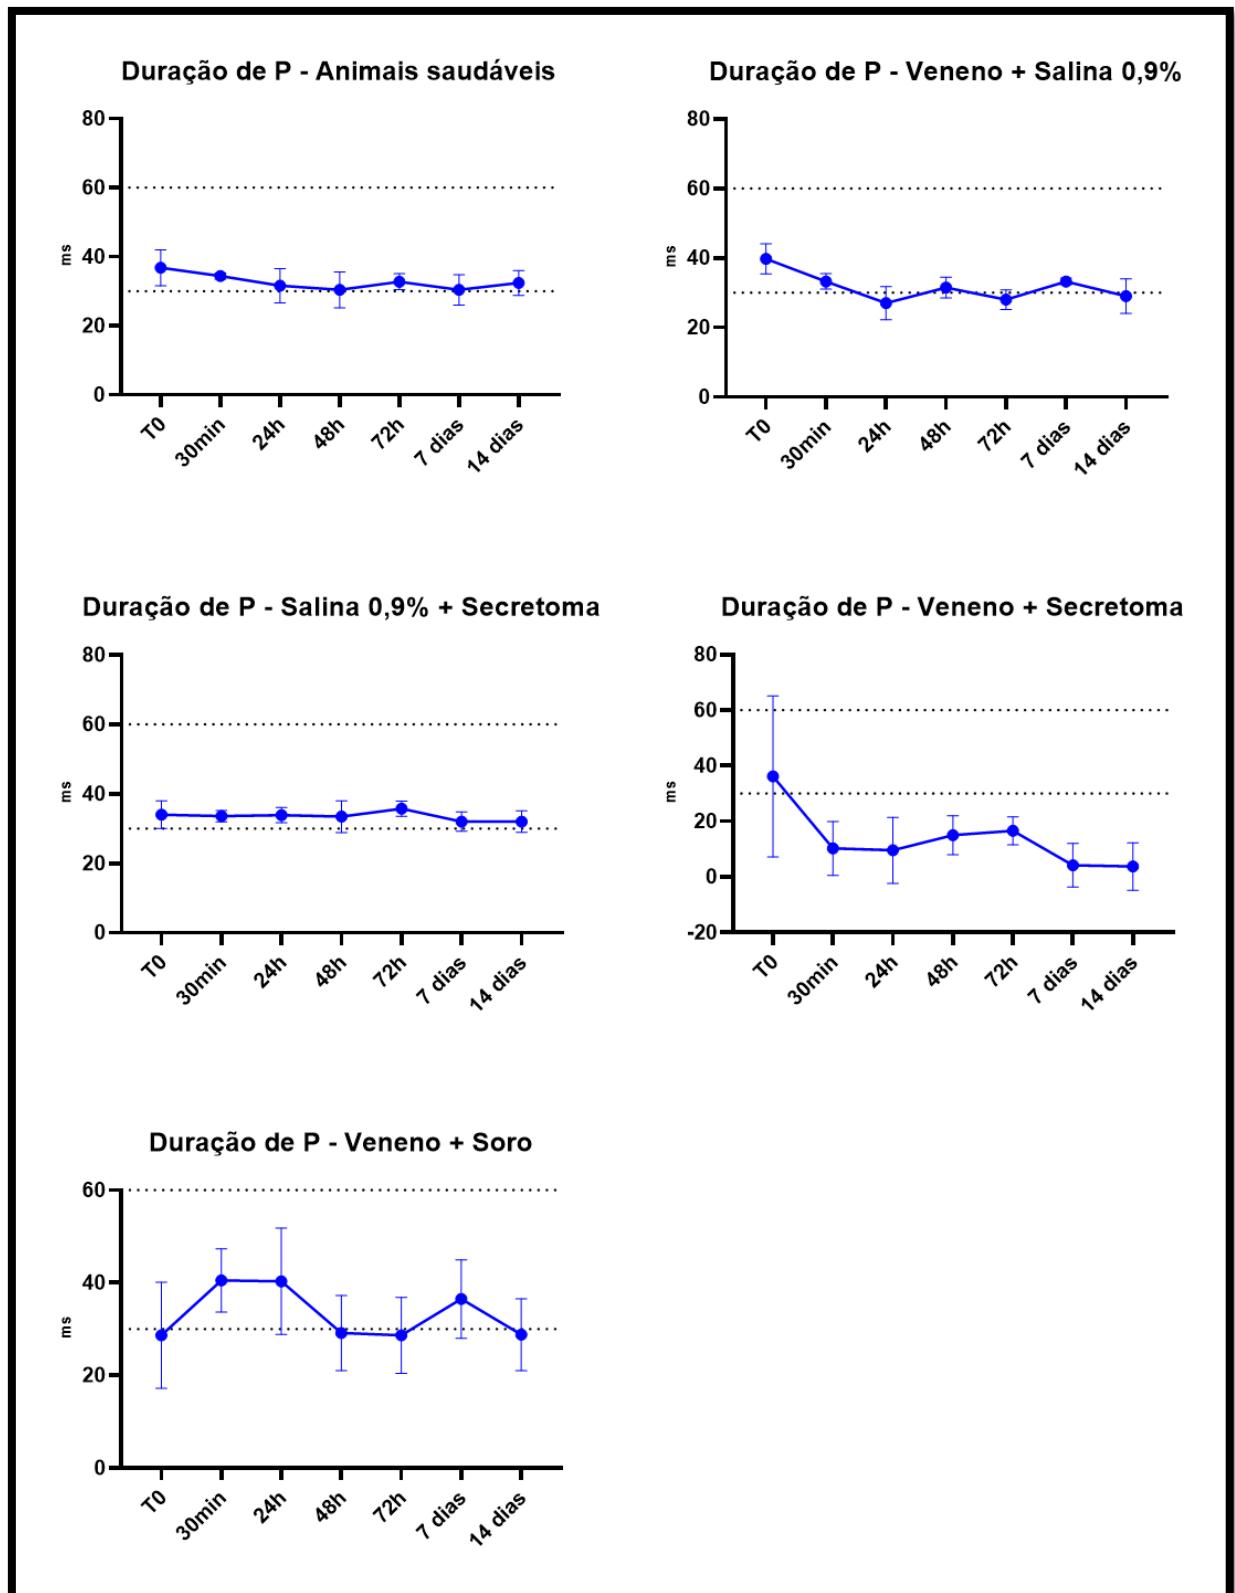 Duração de P - Animais saudáveis
80
60
40
20
0
ms
T0
30min
24h
48h
72h
7 dias
14 dias
Duração de P - Veneno + Salina 0,9%
80
60
40
20
0
ms
T0
30min
24h
48h
72h
7 dias
14 dias
Duração de P - Salina 0,9% + Secretoma
80
60
40
20
0
ms
T0
30min
24h
48h
72h
7 dias
14 dias
Duração de P - Veneno + Secretoma
80
60
40
20
0
-20
ms
T0
30min
24h
48h
72h
7 dias
14 dias
Duração de P - Veneno + Soro
60
40
20
0
ms
T0
30min
24h
48h
72h
7 dias
14 dias